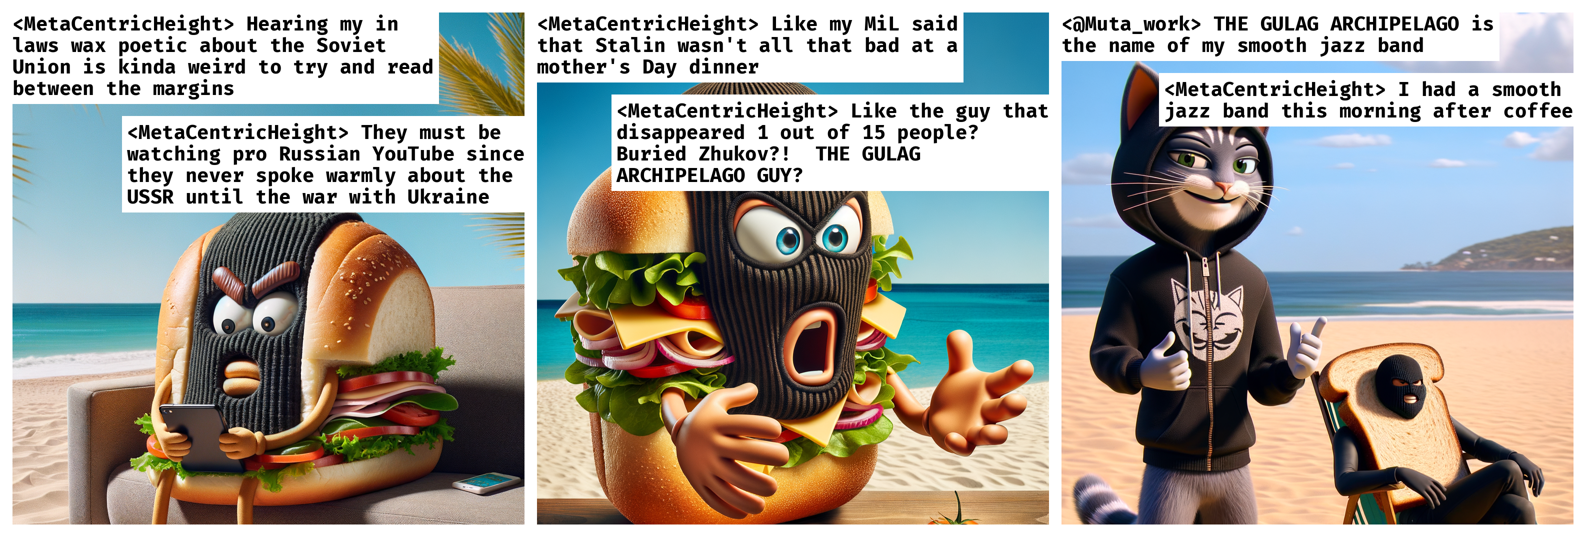 <MetaCentricHeight> Hearing my in
laws wax poetic about the Soviet
Union is kinda weird to try and read
between the margins
<MetaCentricHeight> They must be
watching pro Russian YouTube since
they never spoke warmly about the
USSR until the war with Ukraine
<MetaCentricHeight> Like my MiL said
that Stalin wasn't all that bad at a
mother's Day dinner
<MetaCentricHeight> Like the guy that
disappeared 1 out of 15 people?
Buried Zhukov?!  THE GULAG
ARCHIPELAGO GUY?
<@Muta_work> THE GULAG ARCHIPELAGO is
the name of my smooth jazz band
<MetaCentricHeight> I had a smooth
jazz band this morning after coffee